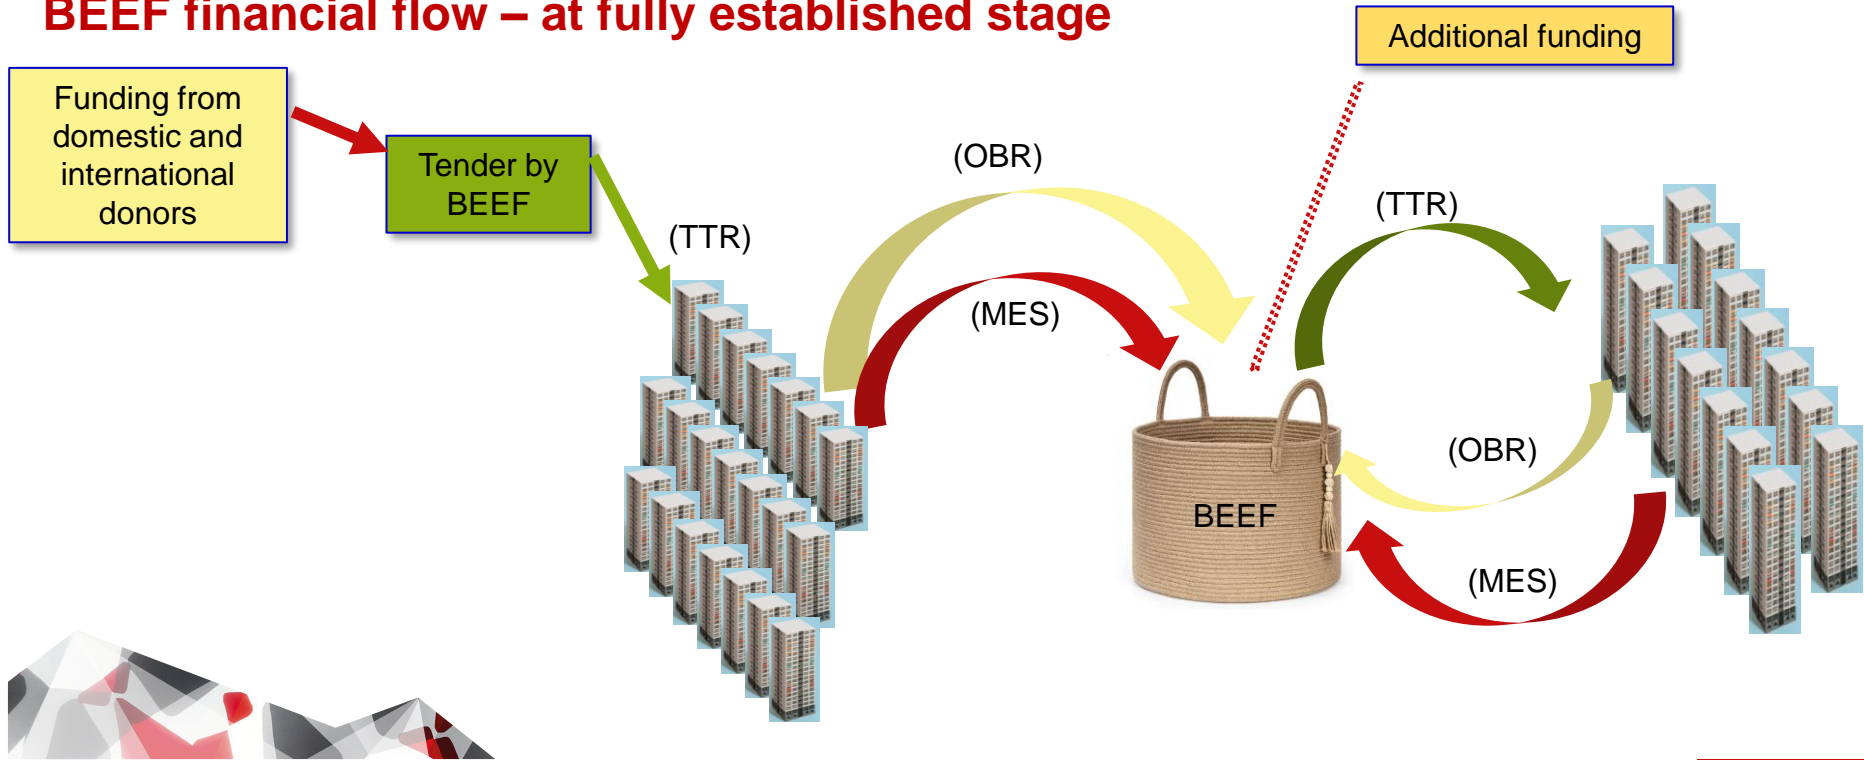 BEEF financial flow – at fully established stage
Additional funding
Funding from
domestic and
international
donors
Tender by
BEEF
(TTR)
(OBR)
(MES)
(TTR)
(OBR)
(MES)
BEEF